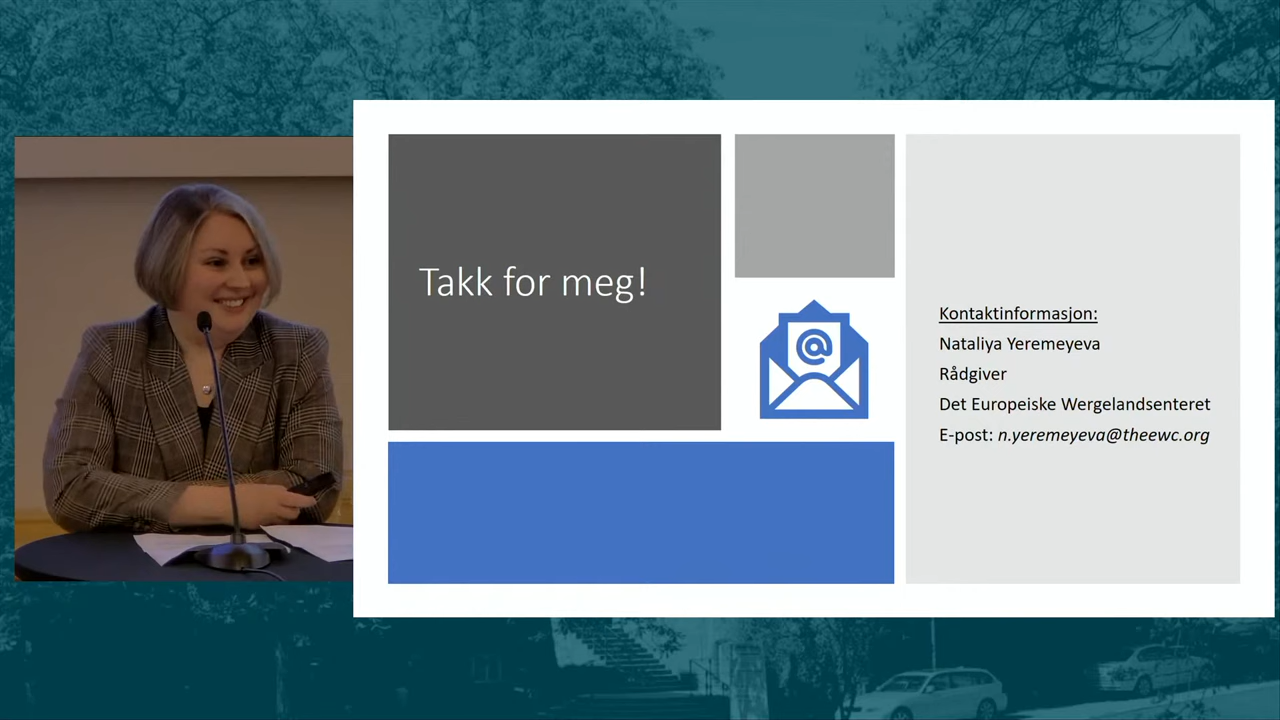 Takk for meg!
Kontaktinformasjon:
Nataliya Yeremeyeva
Rådgiver
Det Europeiske Wergelandsenteret
E-post: n.yeremeyeva@theewc.org